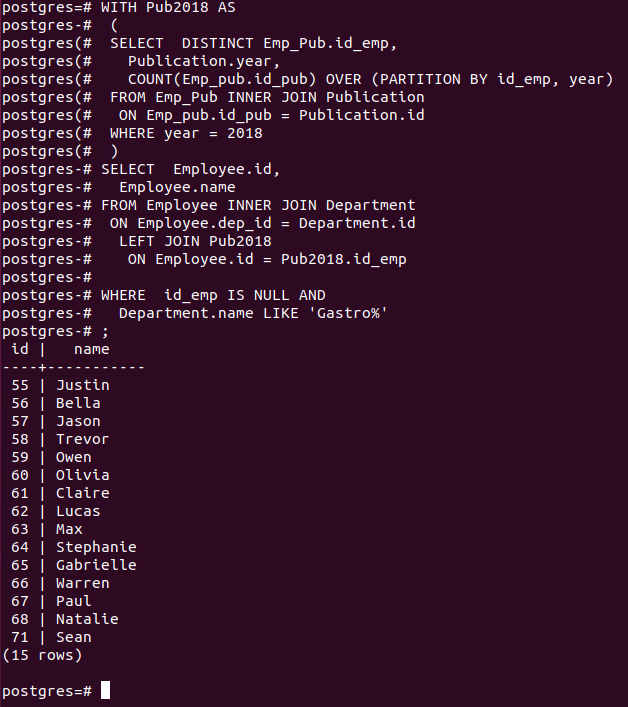 postgres=# WITH Pub2018 AS
postgres-#  (
postgres(#  SELECT  DISTINCT Emp_Pub.id_emp,
postgres(#    Publication.year,
postgres(#    COUNT(Emp_pub.id_pub) OVER (PARTITION BY id_emp, year)
postgres(#  FROM Emp_Pub INNER JOIN Publication
postgres(#   ON Emp_pub.id_pub = Publication.id
postgres(#  WHERE year = 2018
postgres(#  )
postgres-# SELECT  Employee.id,
postgres-#   Employee.name
postgres-# FROM Employee INNER JOIN Department
postgres-#  ON Employee.dep_id = Department.id
postgres-#   LEFT JOIN Pub2018
postgres-#    ON Employee.id = Pub2018.id_emp
postgres-#
postgres-# WHERE  id_emp IS NULL AND
postgres-#   Department.name LIKE 'Gastro%'
postgres-# ;
 id |   name
----+-----------
 55 | Justin
 56 | Bella
 57 | Jason
 58 | Trevor
 59 | Owen
 60 | Olivia
 61 | Claire
 62 | Lucas
 63 | Max
 64 | Stephanie
 65 | Gabrielle
 66 | Warren
 67 | Paul
 68 | Natalie
 71 | Sean
(15 rows)

postgres=#